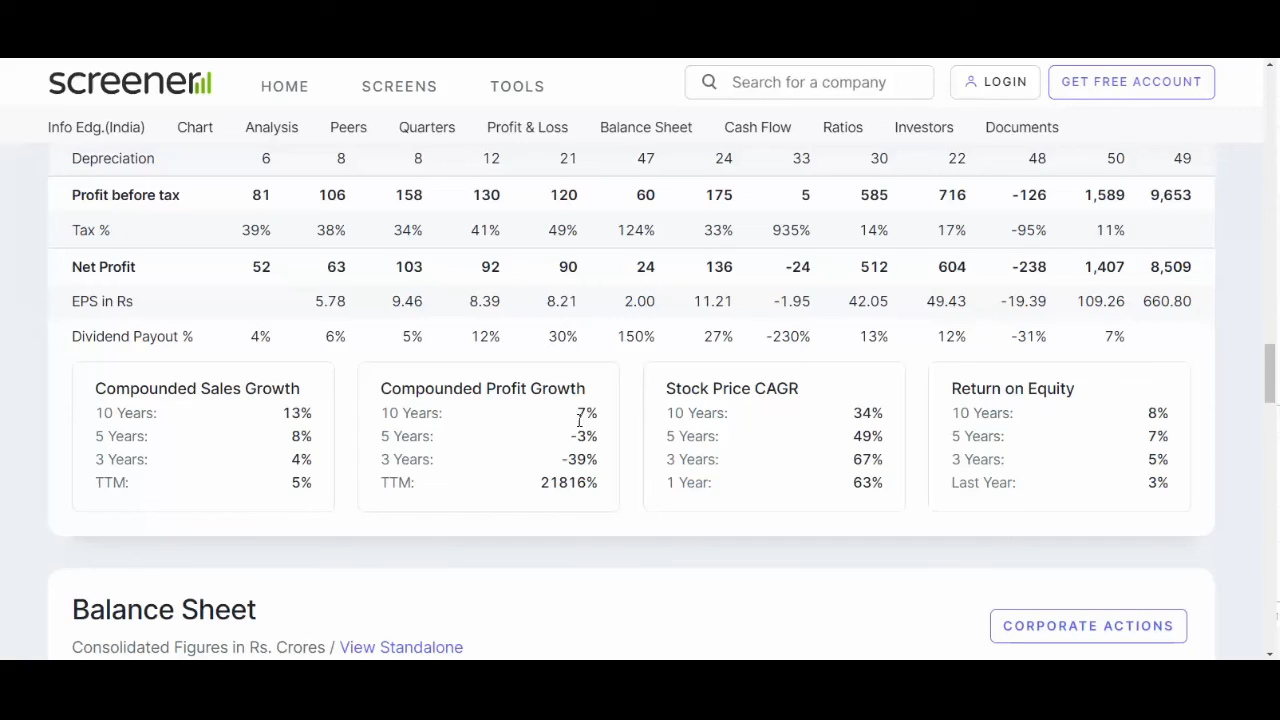 screener HOME SCREENS TOOLS Search for a company LOGIN GET FREE ACCOUNT
Info Edg.(India) Chart Analysis Peers Quarters Profit & Loss Balance Sheet Cash Flow Ratios Investors Documents
Depreciation 6 8 8 12 21 47 24 33 30 22 48 50 49
Profit before tax 81 106 158 130 120 60 175 5 585 716 -126 1,589 9,653
Tax % 39% 38% 34% 41% 49% 124% 33% 935% 14% 17% -95% 11%
Net Profit 52 63 103 92 90 24 136 -24 512 604 -238 1,407 8,509
EPS in Rs 5.78 9.46 8.39 8.21 2.00 11.21 -1.95 42.05 49.43 -19.39 109.26 660.80
Dividend Payout % 4% 6% 5% 12% 30% 150% 27% -230% 13% 12% -31% 7%
Compounded Sales Growth
10 Years: 13%
5 Years: 8%
3 Years: 4%
TTM: 5%
Compounded Profit Growth
10 Years: 7%
5 Years: -3%
3 Years: -39%
TTM: 21816%
Stock Price CAGR
10 Years: 34%
5 Years: 49%
3 Years: 67%
1 Year: 63%
Return on Equity
10 Years: 8%
5 Years: 7%
3 Years: 5%
Last Year: 3%
Balance Sheet
CORPORATE ACTIONS
Consolidated Figures in Rs. Crores / View Standalone